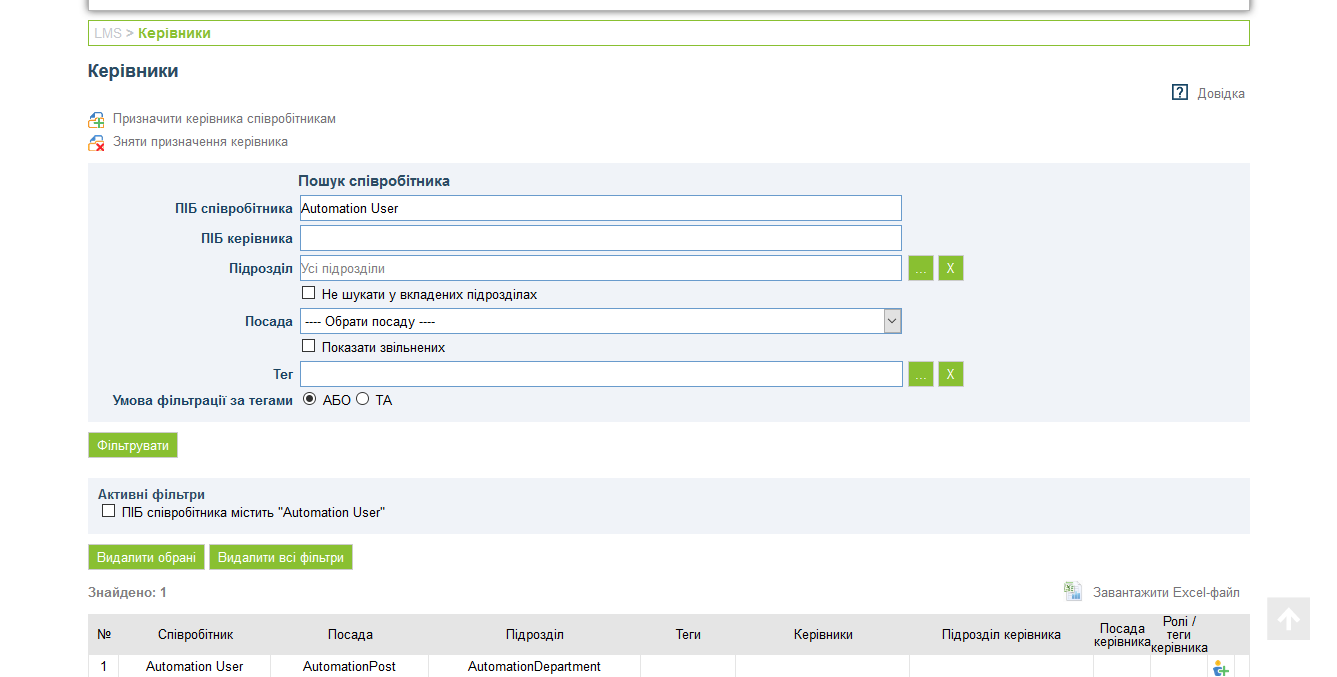 LMS > Керівники
Керівники
? Довідка
Призначити керівника співробітникам
Зняти призначення керівника
Пошук співробітника
ПІБ співробітника Automation User
ПІБ керівника
Підрозділ Усі підрозділи ... X
Не шукати у вкладених підрозділах
Посада ---- Обрати посаду ----
Показати звільнених
Тег ... X
Умова фільтрації за тегами АБО ТА
Фільтрувати
Активні фільтри
ПІБ співробітника містить "Automation User"
Видалити обрані Видалити всі фільтри
Знайдено: 1 Завантажити Excel-файл
№ Співробітник Посада Підрозділ Теги Керівники Підрозділ керівника Посада керівника Ролі / теги керівника
1 Automation User AutomationPost AutomationDepartment